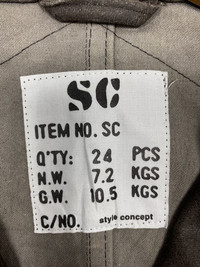 SC
ITEM NO. SC
Q'TY: 24 PCS
N.W. 7.2 KGS
G.W. 10.5 KGS
C/NO. style concept